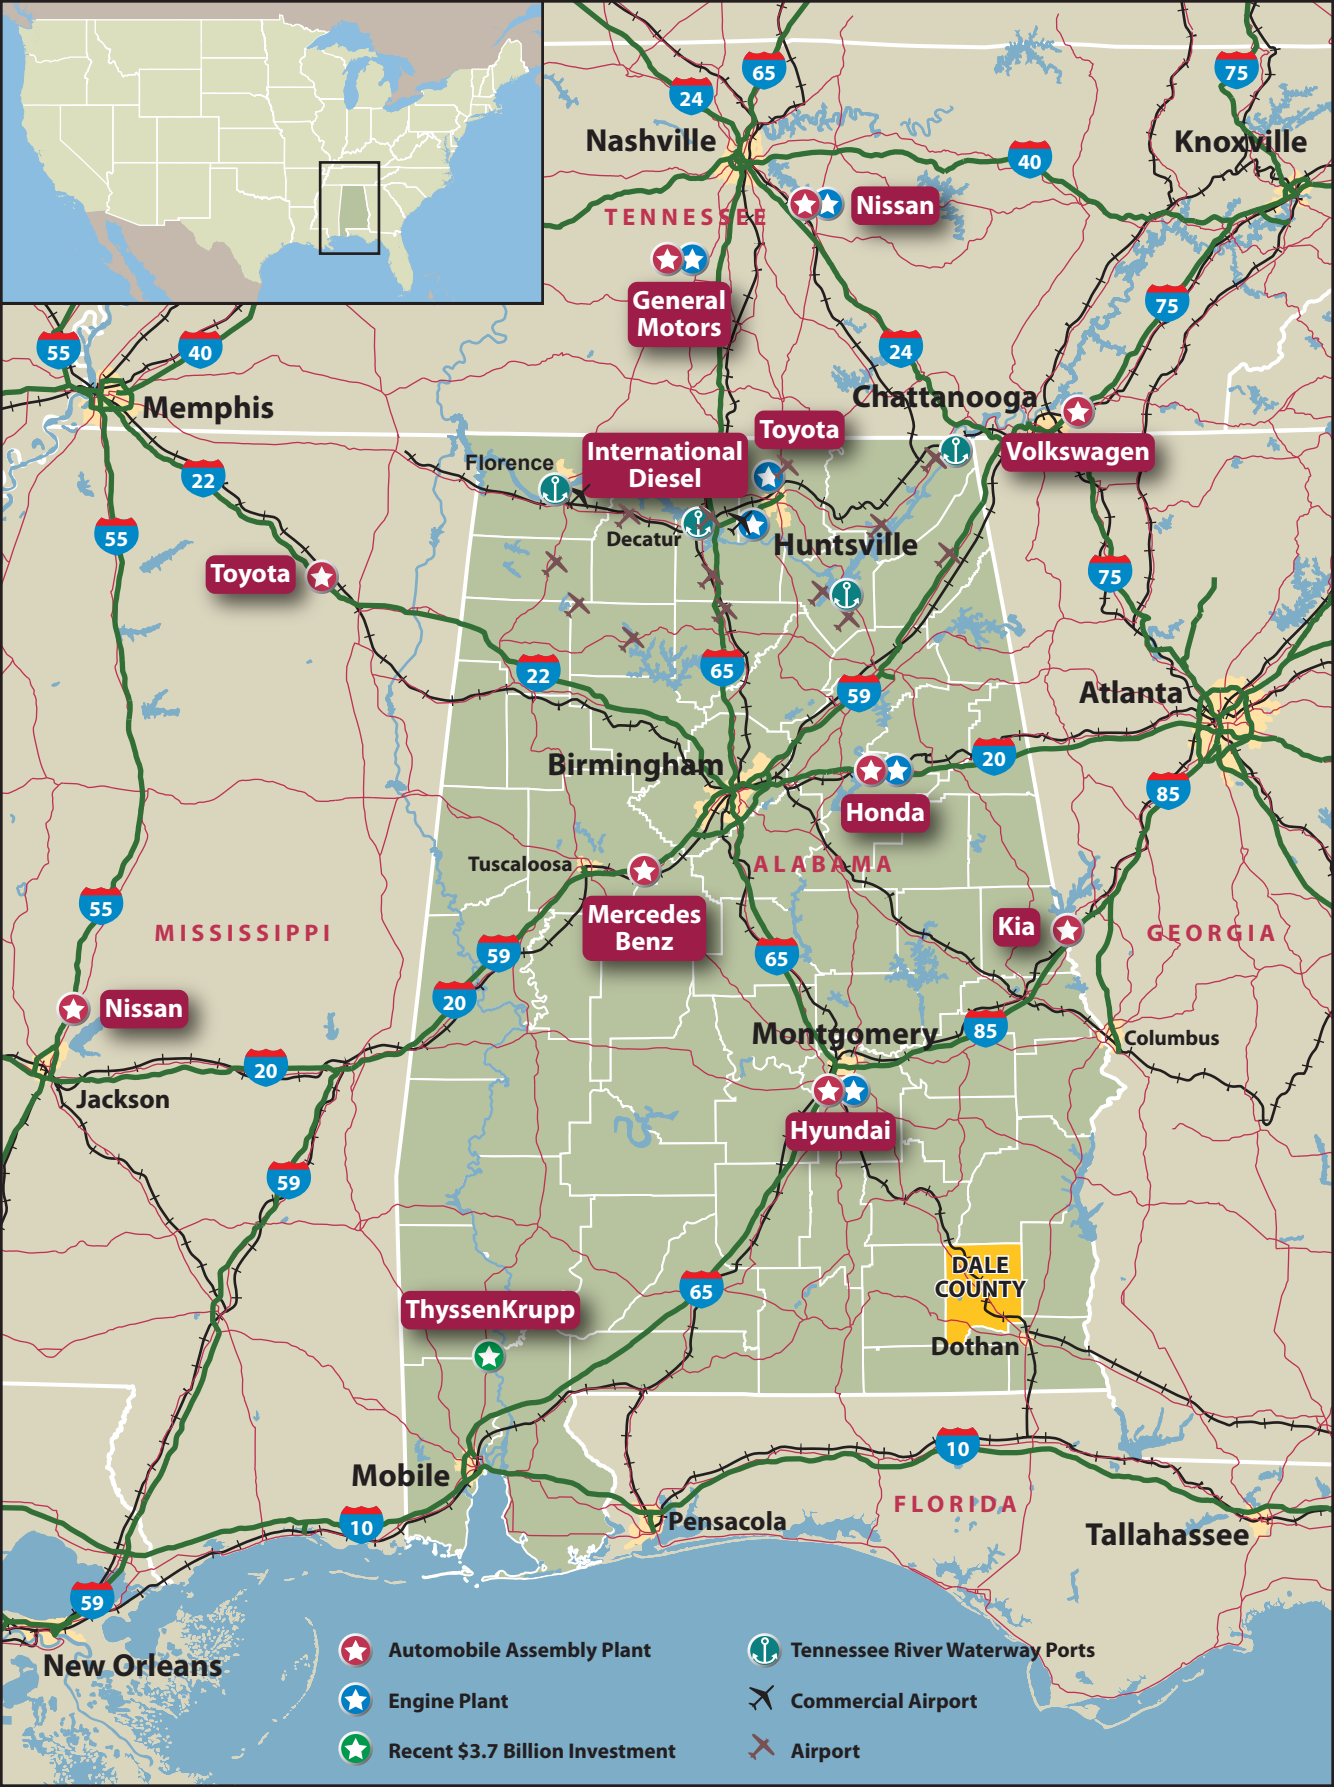 65
24
75
Nashville
Knoxville
40
Nissan
TENNESSEE
General
Motors
75
55
40
24
Memphis
Chattanooga
Toyota
International
Diesel
Volkswagen
Florence
22
55
Decatur
Huntsville
Toyota
75
22
65
59
Atlanta
Birmingham
20
85
Honda
Tuscaloosa
ALABAMA
55
MISSISSIPPI
Mercedes
Benz
Kia
GEORGIA
59
65
20
Nissan
Montgomery
85
Columbus
20
Jackson
Hyundai
59
DALE
COUNTY
65
ThyssenKrupp
Dothan
10
Mobile
FLORIDA
10
Pensacola
Tallahassee
59
New Orleans
Automobile Assembly Plant
Engine Plant
Recent $3.7 Billion Investment
Tennessee River Waterway Ports
Commercial Airport
Airport